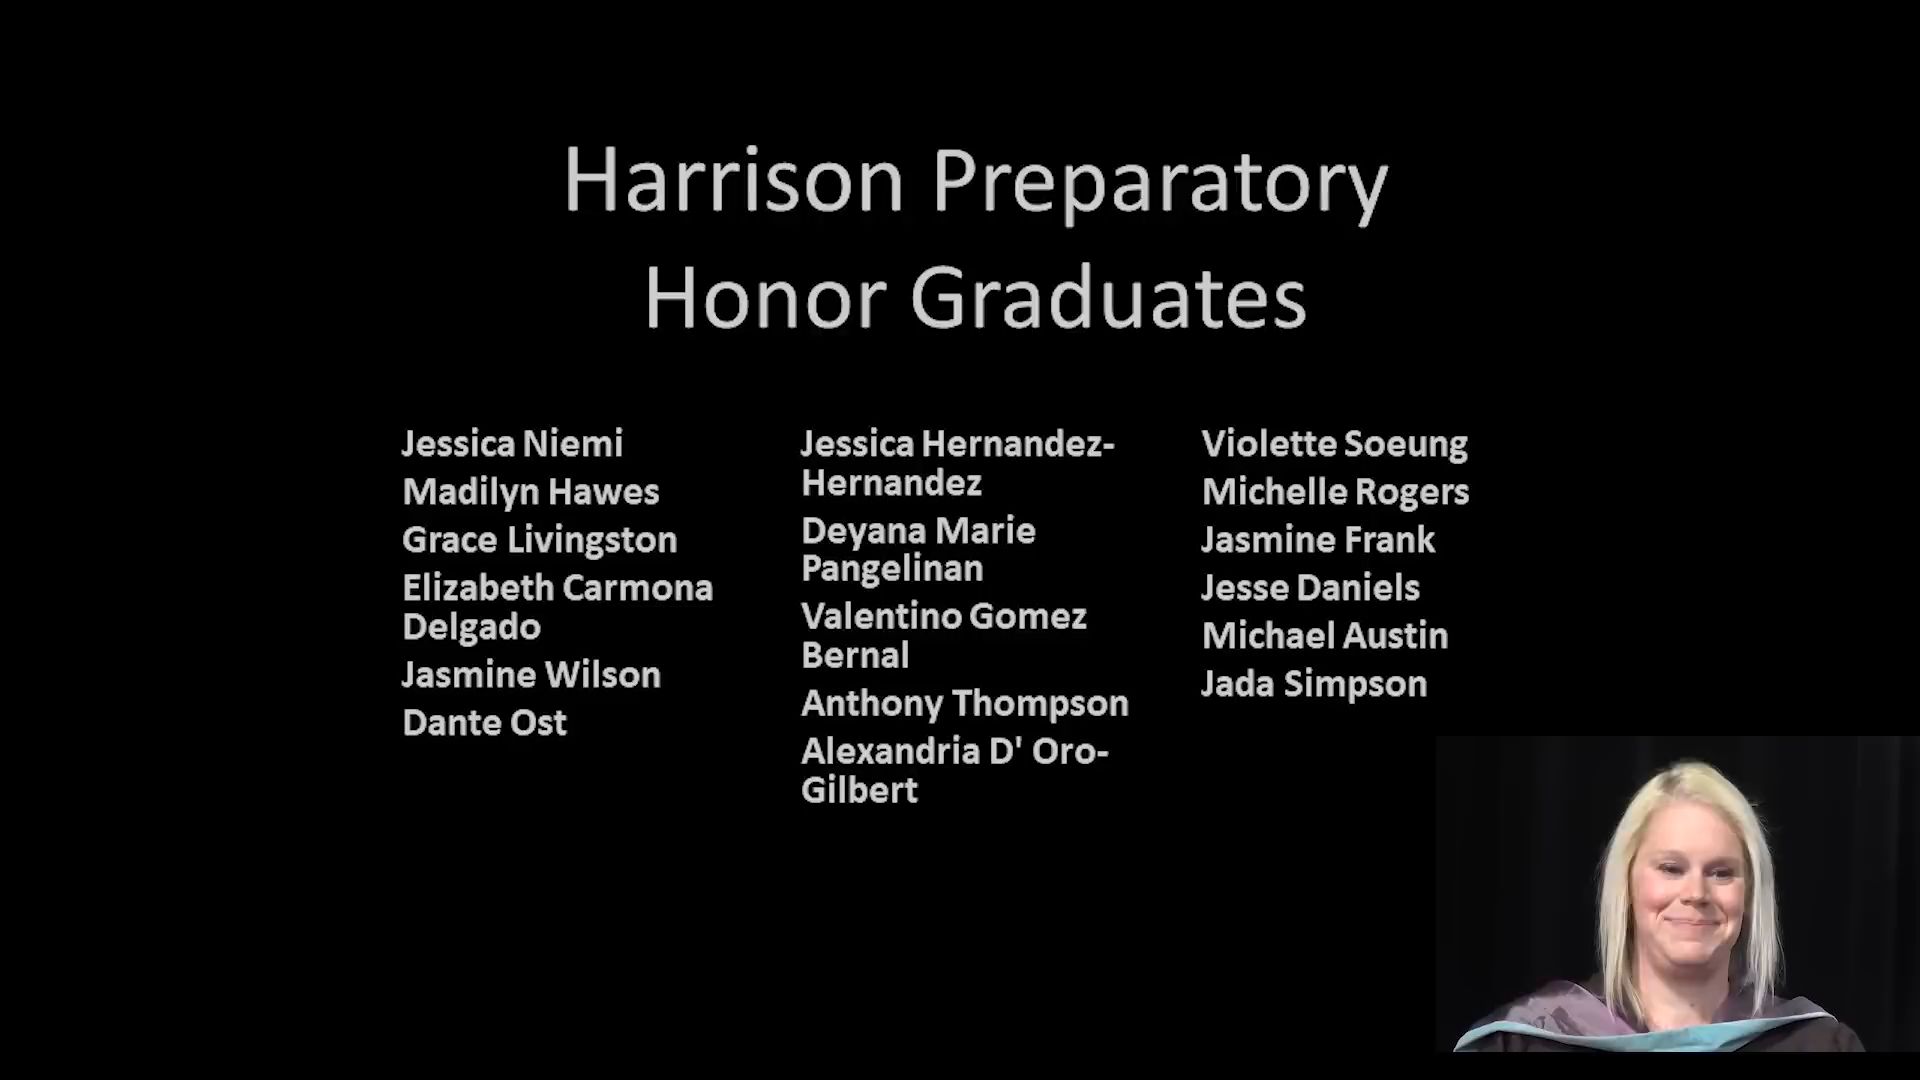 Harrison Preparatory
Honor Graduates
Jessica Niemi
Madilyn Hawes
Grace Livingston
Elizabeth Carmona
Delgado
Jasmine Wilson
Dante Ost
Jessica Hernandez-
Hernandez
Deyana Marie
Pangelinan
Valentino Gomez
Bernal
Anthony Thompson
Alexandria D' Oro-
Gilbert
Violette Soeung
Michelle Rogers
Jasmine Frank
Jesse Daniels
Michael Austin
Jada Simpson